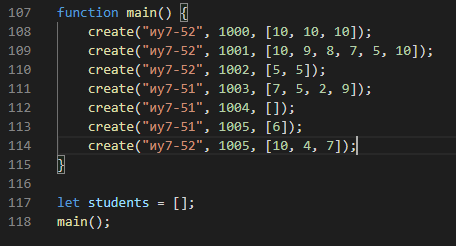 107 function main() {
108 create("иу7-52", 1000, [10, 10, 10]);
109 create("иу7-52", 1001, [10, 9, 8, 7, 5, 10]);
110 create("иу7-52", 1002, [5, 5]);
111 create("иу7-51", 1003, [7, 5, 2, 9]);
112 create("иу7-51", 1004, []);
113 create("иу7-51", 1005, [6]);
114 create("иу7-52", 1005, [10, 4, 7]);
115 }
116
117 let students = [];
118 main();